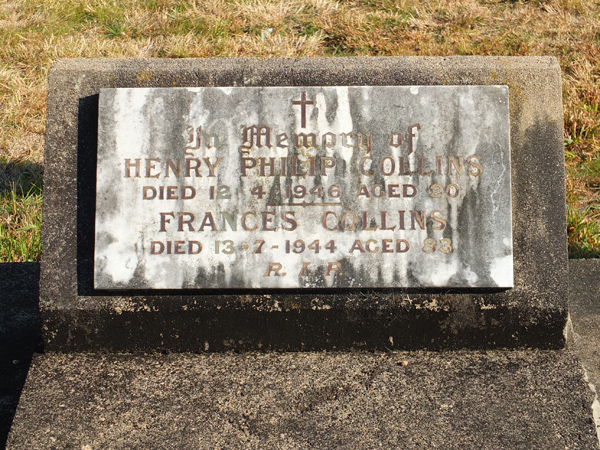 In Memory of
HENRY PHILIP COLLINS
DIED 12-4-1946 AGED 80
ALSO
FRANCES COLLINS
DIED 13-7-1944 AGED 83
R.I.P.